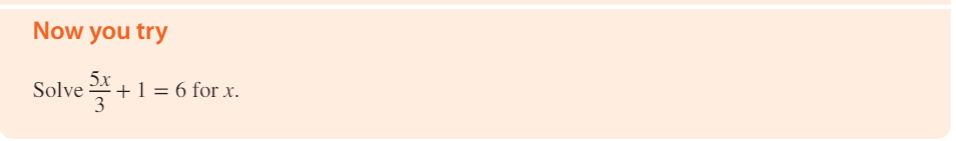 Now you try
Solve 5x/3 + 1 = 6 for x.